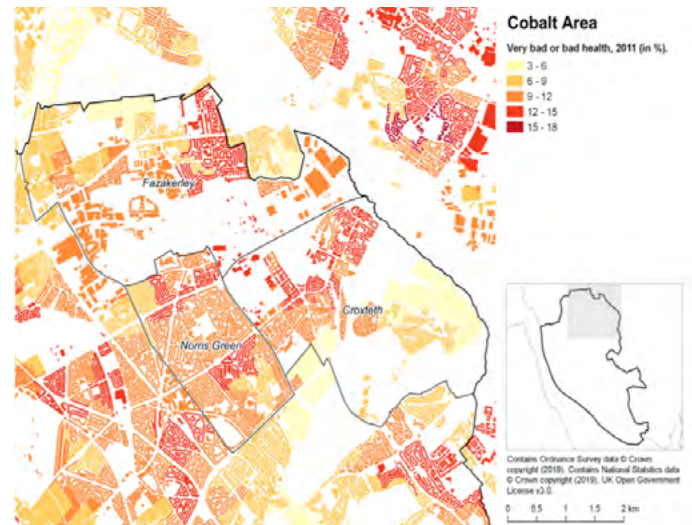 Cobalt Area
Very bad or bad health, 2011 (in %).
3 - 6
6 - 9
9 - 12
12 - 15
15 - 18
Fazakerley
Croxteth
Norris Green
Contains Ordnance Survey data © Crown
copyright (2019). Contains National Statistics data
© Crown copyright (2019), UK Open Government
License v3.0.
0 0.5 1 1.5 2 km